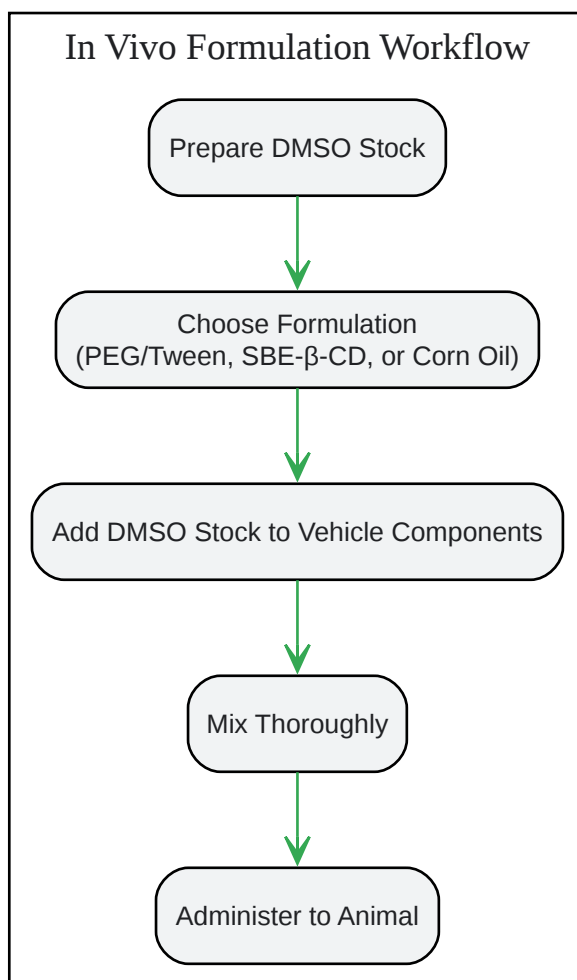 In Vivo Formulation Workflow
Prepare DMSO Stock
Choose Formulation
(PEG/Tween, SBE-β-CD, or Corn Oil)
Add DMSO Stock to Vehicle Components
Mix Thoroughly
Administer to Animal